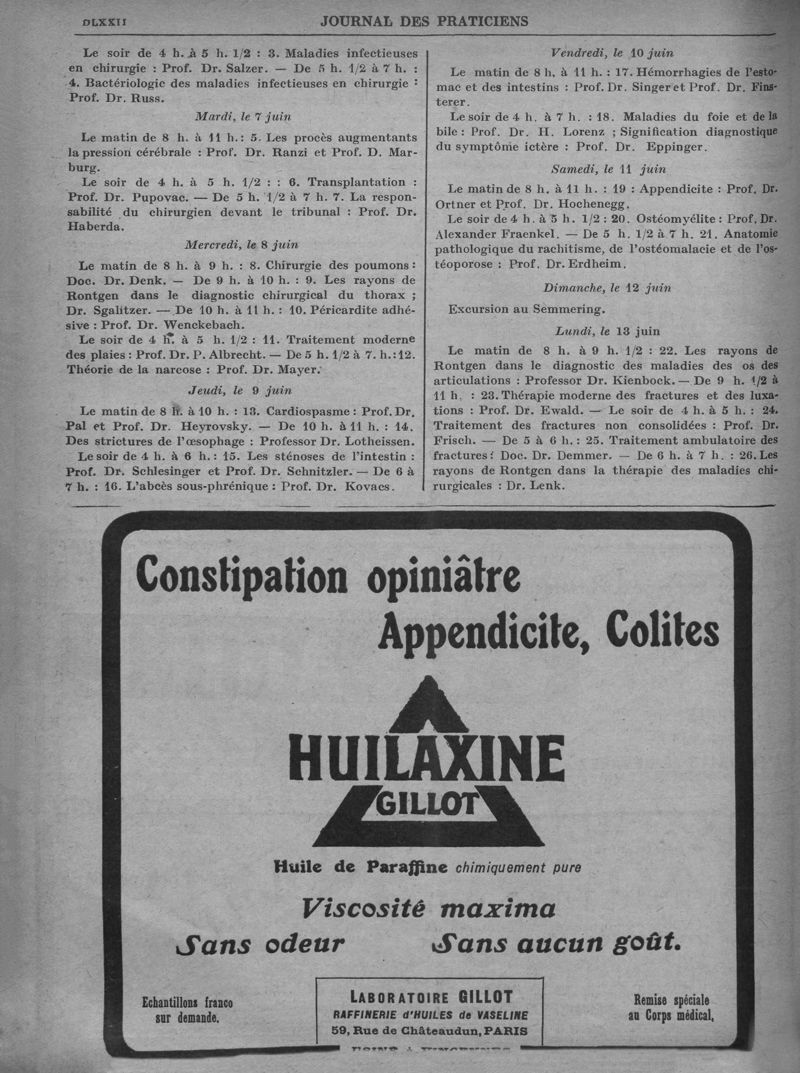 DLXXII
JOURNAL DES PRATICIENS
Le soir de 4 h. à 5 h. 1/2 : 3. Maladies infectieuses
en chirurgie : Prof. Dr. Salzer. — De 5 h. 1/2 à 7 h. :
4. Bactériologie des maladies infectieuses en chirurgie :
Prof. Dr. Russ.
Mardi, le 7 juin
Le matin de 8 h. à 11 h. : 5. Les procès augmentants
la pression cérébrale : Prof. Dr. Ranzi et Prof. D. Mar-
burg.
Le soir de 4 h. à 5 h. 1/2 : : 6. Transplantation :
Prof. Dr. Pupovac. — De 5 h. 1/2 à 7 h. 7. La respon-
sabilité du chirurgien devant le tribunal : Prof. Dr.
Haberda.
Mercredi, le 8 juin
Le matin de 8 h. à 9 h. : 8. Chirurgie des poumons :
Doc. Dr. Denk. — De 9 h. à 10 h. : 9. Les rayons de
Rontgen dans le diagnostic chirurgical du thorax ;
Dr. Sgalitzer. — De 10 h. à 11 h. : 10. Péricardite adhé-
sive : Prof. Dr. Wenckebach.
Le soir de 4 h. à 5 h. 1/2 : 11. Traitement moderne
des plaies : Prof. Dr. P. Albrecht. — De 5 h. 1/2 à 7. h. : 12.
Théorie de la narcose : Prof. Dr. Mayer.
Jeudi, le 9 juin
Le matin de 8 h. à 10 h. : 13. Cardiospasme : Prof. Dr.
Pal et Prof. Dr. Heyrovsky. — De 10 h. à 11 h. : 14.
Des strictures de l'œsophage : Professor Dr. Lotheissen.
Le soir de 4 h. à 6 h. : 15. Les sténoses de l'intestin :
Prof. Dr. Schlesinger et Prof. Dr. Schnitzler. — De 6 à
7 h. : 16. L'abcès sous-phrénique : Prof. Dr. Kovacs.
Vendredi, le 10 juin
Le matin de 8 h. à 11 h. : 17. Hémorrhagies de l'esto-
mac et des intestins : Prof. Dr. Singer et Prof. Dr. Fins-
terer.
Le soir de 4 h. à 7 h. : 18. Maladies du foie et de la
bile : Prof. Dr. H. Lorenz ; Signification diagnostique
du symptôme ictère : Prof. Dr. Eppinger.
Samedi, le 11 juin
Le matin de 8 h. à 11 h. : 19 : Appendicite : Prof. Dr.
Ortner et Prof. Dr. Hochenegg.
Le soir de 4 h. à 5 h. 1/2 : 20. Ostéomyélite : Prof. Dr.
Alexander Fraenkel. — De 5 h. 1/2 à 7 h. 21. Anatomie
pathologique du rachitisme, de l'ostéomalacie et de l'os-
téoporose : Prof. Dr. Erdheim.
Dimanche, le 12 juin
Excursion au Semmering.
Lundi, le 13 juin
Le matin de 8 h. à 9 h. 1/2 : 22. Les rayons de
Rontgen dans le diagnostic des maladies des os des
articulations : Professor Dr. Kienbock. — De 9 h. 1/2 à
11 h. : 23. Thérapie moderne des fractures et des luxa-
tions : Prof. Dr. Ewald. — Le soir de 4 h. à 5 h. : 24.
Traitement des fractures non consolidées : Prof. Dr.
Frisch. — De 5 à 6 h. : 25. Traitement ambulatoire des
fractures : Doc. Dr. Demmer. — De 6 h. à 7 h. : 26. Les
rayons de Rontgen dans la thérapie des maladies chi-
rurgicales : Dr. Lenk.
Constipation opiniâtre
Appendicite, Colites
HUILAXINE
GILLOT
Huile de Paraffine chimiquement pure
Viscosité maxima
Sans odeur Sans aucun goût.
Echantillons franco
sur demande.
LABORATOIRE GILLOT
RAFFINERIE d'HUILES de VASELINE
59, Rue de Châteaudun, PARIS
Remise spéciale
au Corps médical.